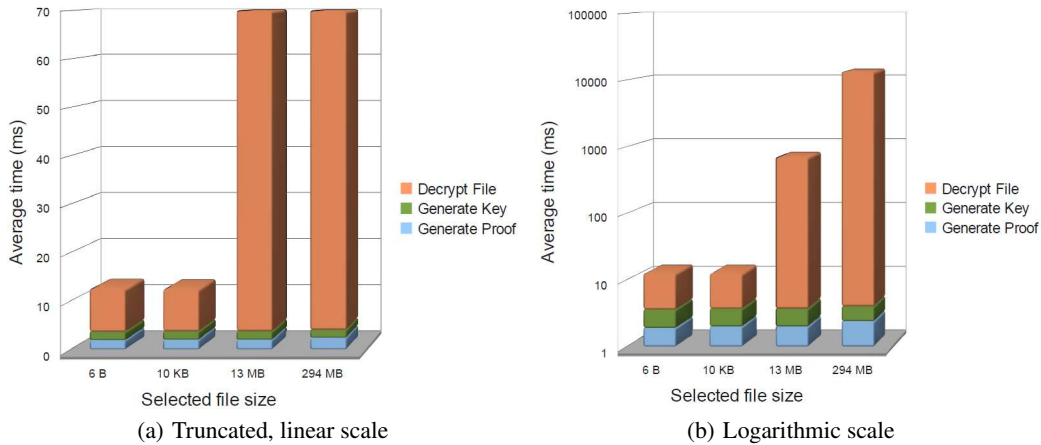 70
60
50
40
30
20
10
0
Average time (ms)
6 B 10 KB 13 MB 294 MB
Selected file size
Decrypt File
Generate Key
Generate Proof
(a) Truncated, linear scale
100000
10000
1000
100
10
1
Average time (ms)
6 B 10 KB 13 MB 294 MB
Selected file size
Decrypt File
Generate Key
Generate Proof
(b) Logarithmic scale